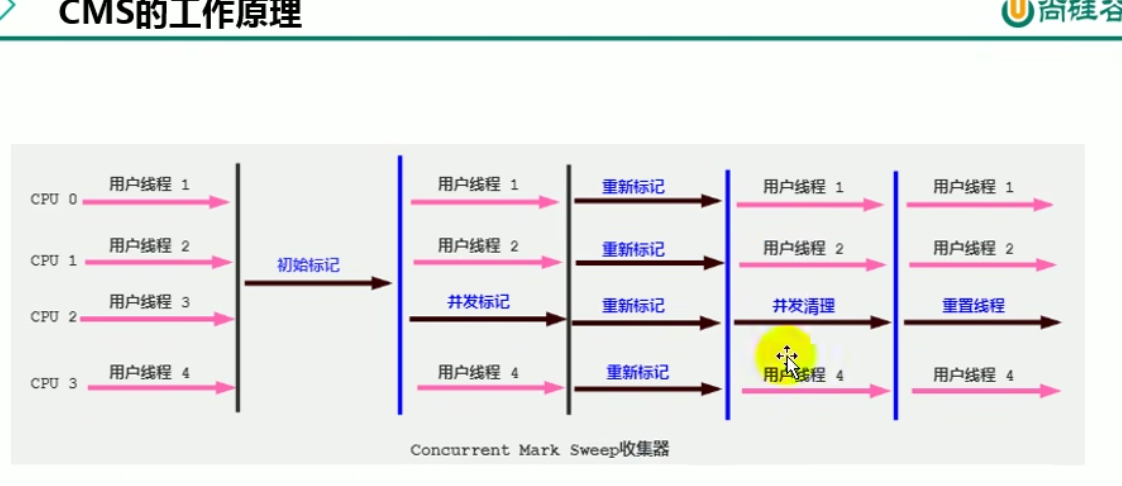 CMS的工作原理
尚硅谷
用户线程 1 用户线程 1 重新标记 用户线程 1 用户线程 1
CPU 0
用户线程 2 用户线程 2 重新标记 用户线程 2 用户线程 2
CPU 1
初始标记
用户线程 3 并发标记 重新标记 并发清理 重置线程
CPU 2
用户线程 4 用户线程 4 重新标记 用户线程 4 用户线程 4
CPU 3
Concurrent Mark Sweep收集器